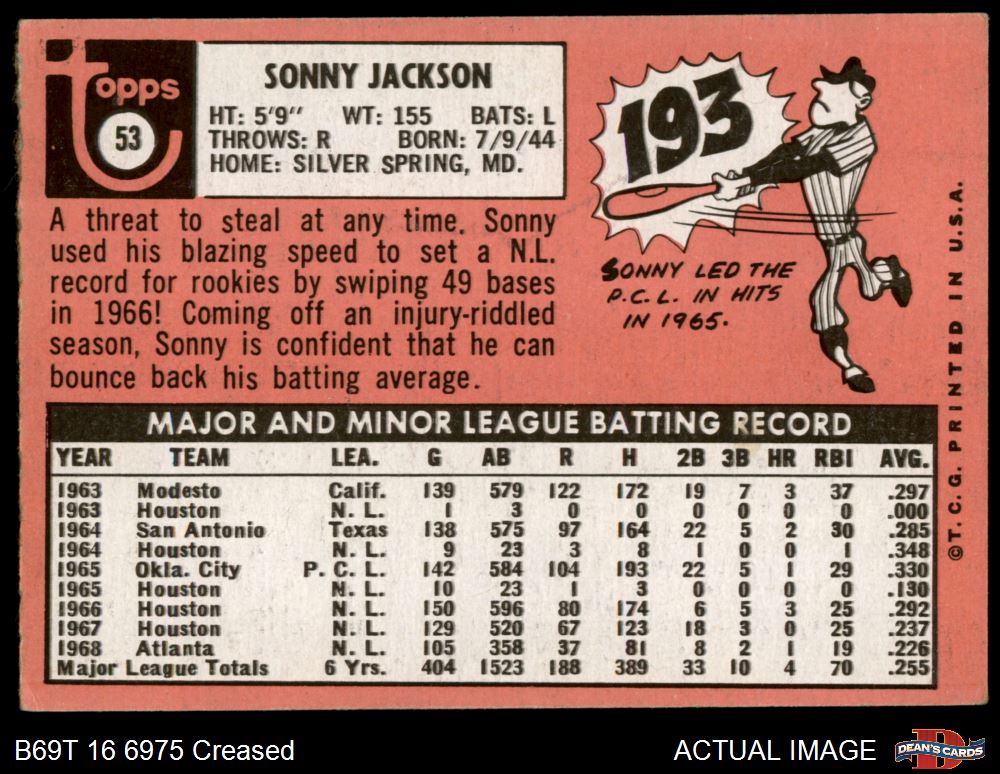 topps
53
SONNY JACKSON
HT: 5'9" WT: 155 BATS: L
THROWS: R BORN: 7/9/44
HOME: SILVER SPRING, MD.
193
SONNY LED THE
P.C.L. IN HITS
IN 1965.
A threat to steal at any time, Sonny
used his blazing speed to set a N.L.
record for rookies by swiping 49 bases
in 1966! Coming off an injury-riddled
season, Sonny is confident that he can
bounce back his batting average.
MAJOR AND MINOR LEAGUE BATTING RECORD
YEAR TEAM LEA. G AB R H 2B 3B HR RBI AVG.
1963 Modesto Calif. 139 579 122 172 19 7 3 37 .297
1963 Houston N. L. 1 3 0 0 0 0 0 0 .000
1964 San Antonio Texas 138 575 97 164 22 5 2 30 .285
1964 Houston N. L. 9 23 3 8 1 0 0 1 .348
1965 Okla. City P. C. L. 142 584 104 193 22 5 1 29 .330
1965 Houston N. L. 10 23 1 3 0 0 0 0 .130
1966 Houston N. L. 150 596 80 174 6 5 3 25 .292
1967 Houston N. L. 129 520 67 123 18 3 0 25 .237
1968 Atlanta N. L. 105 358 37 81 8 2 1 19 .226
Major League Totals 6 Yrs. 404 1523 188 389 33 10 4 70 .255
©T. C. G. PRINTED IN U.S.A.
B69T 16 6975 Creased
ACTUAL IMAGE
D
DEAN'S CARDS